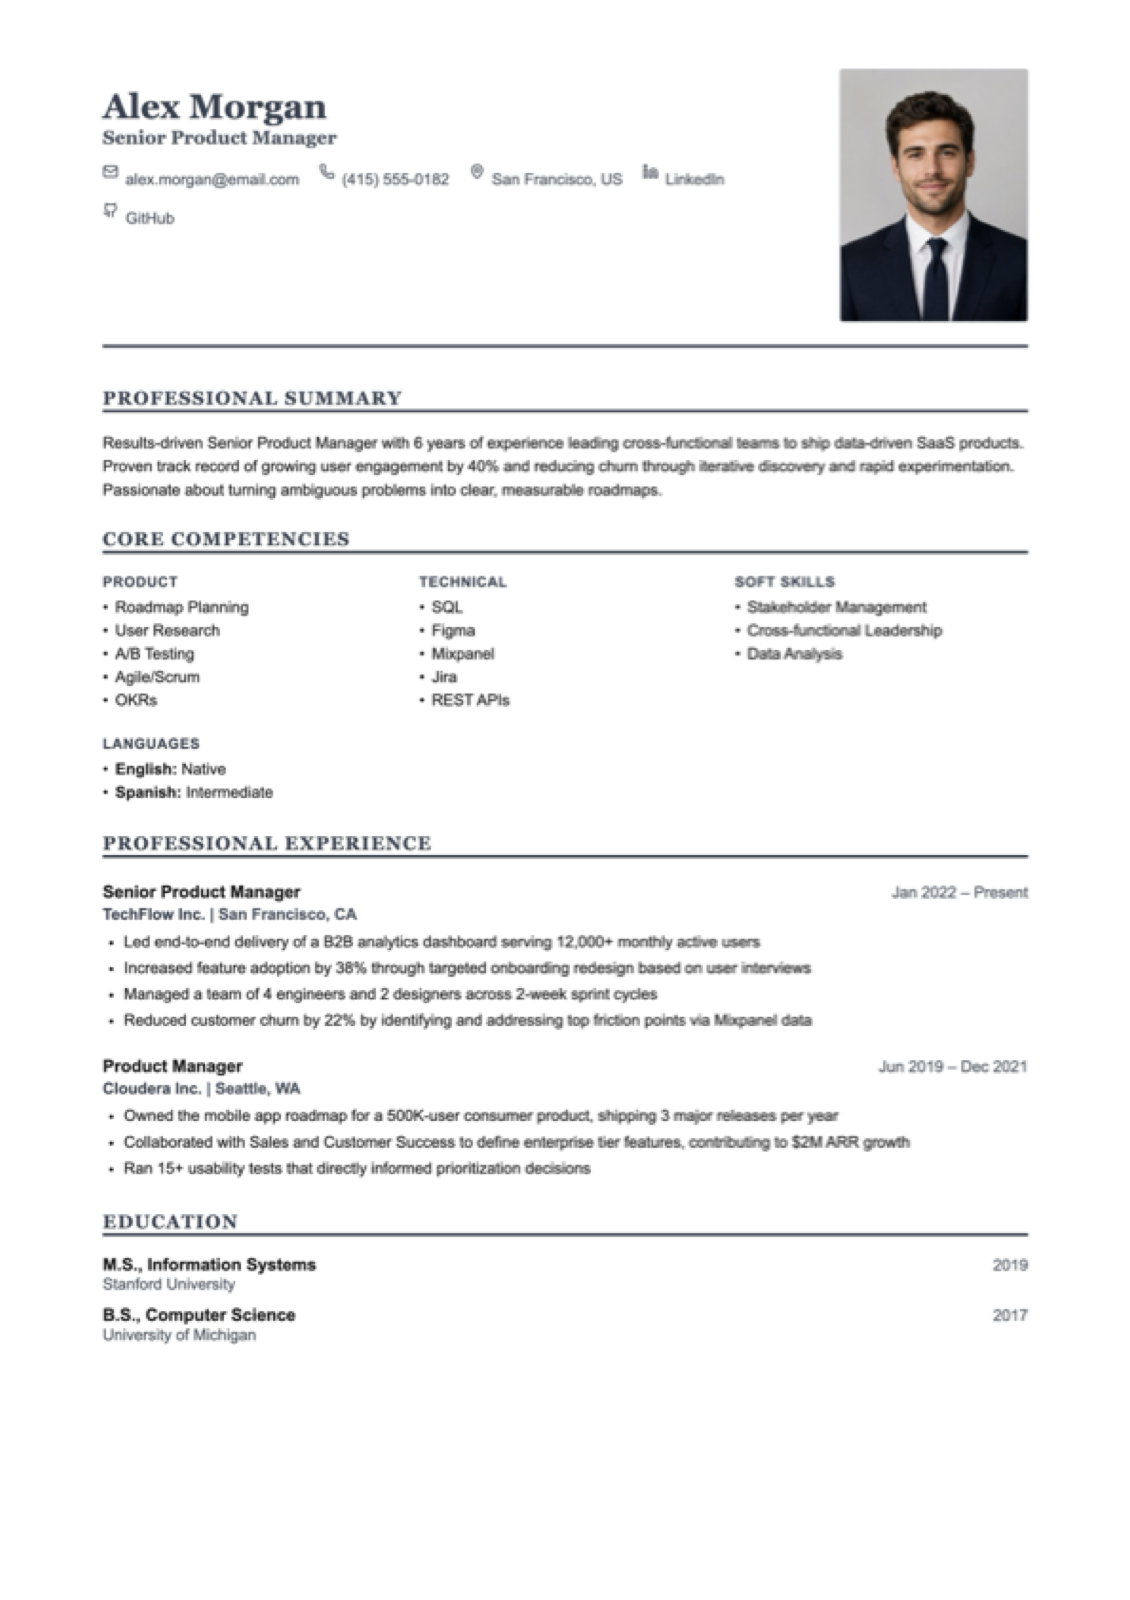 Alex Morgan
Senior Product Manager
alex.morgan@email.com (415) 555-0182 San Francisco, US LinkedIn
GitHub
PROFESSIONAL SUMMARY
Results-driven Senior Product Manager with 6 years of experience leading cross-functional teams to ship data-driven SaaS products.
Proven track record of growing user engagement by 40% and reducing churn through iterative discovery and rapid experimentation.
Passionate about turning ambiguous problems into clear, measurable roadmaps.
CORE COMPETENCIES
PRODUCT
• Roadmap Planning
• User Research
• A/B Testing
• Agile/Scrum
• OKRs
TECHNICAL
• SQL
• Figma
• Mixpanel
• Jira
• REST APIs
SOFT SKILLS
• Stakeholder Management
• Cross-functional Leadership
• Data Analysis
LANGUAGES
• English: Native
• Spanish: Intermediate
PROFESSIONAL EXPERIENCE
Senior Product Manager Jan 2022 – Present
TechFlow Inc. | San Francisco, CA
• Led end-to-end delivery of a B2B analytics dashboard serving 12,000+ monthly active users
• Increased feature adoption by 38% through targeted onboarding redesign based on user interviews
• Managed a team of 4 engineers and 2 designers across 2-week sprint cycles
• Reduced customer churn by 22% by identifying and addressing top friction points via Mixpanel data
Product Manager Jun 2019 – Dec 2021
Cloudera Inc. | Seattle, WA
• Owned the mobile app roadmap for a 500K-user consumer product, shipping 3 major releases per year
• Collaborated with Sales and Customer Success to define enterprise tier features, contributing to $2M ARR growth
• Ran 15+ usability tests that directly informed prioritization decisions
EDUCATION
M.S., Information Systems 2019
Stanford University
B.S., Computer Science 2017
University of Michigan